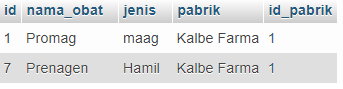 id nama_obat jenis pabrik id_pabrik
1 Promag maag Kalbe Farma 1
7 Prenagen Hamil Kalbe Farma 1